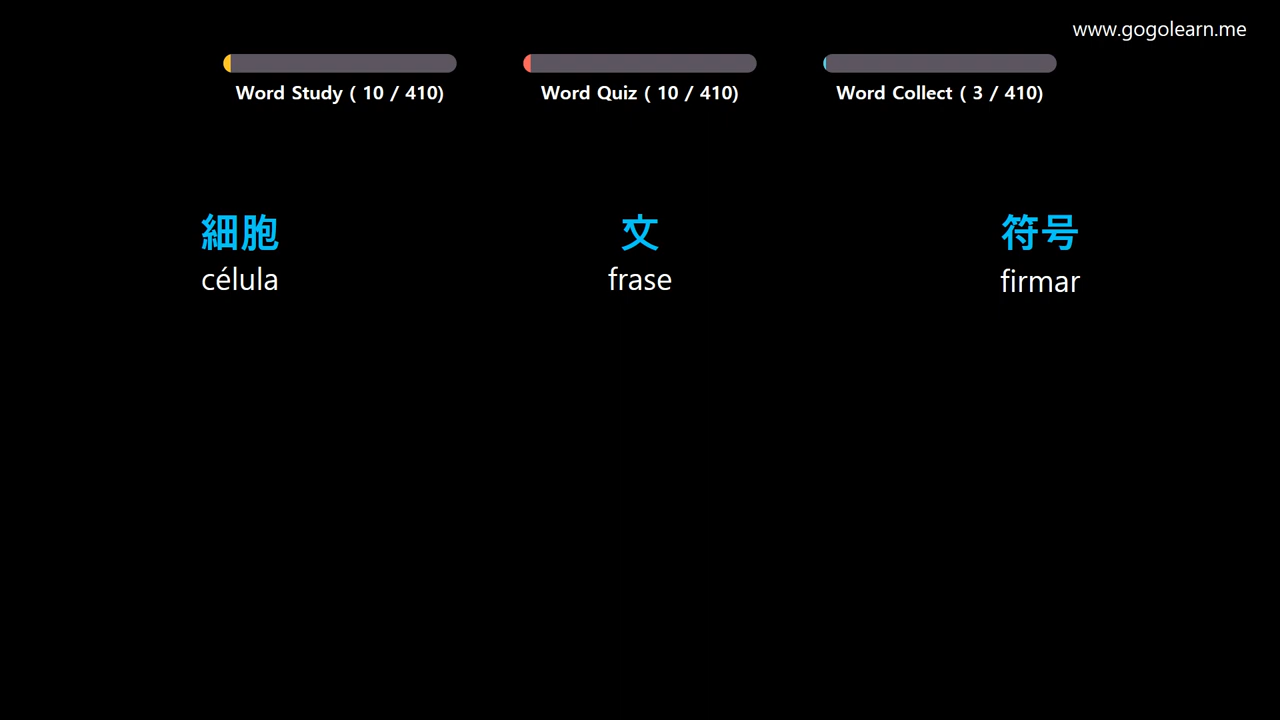 www.gogolearn.me
Word Study ( 10 / 410)
Word Quiz ( 10 / 410)
Word Collect ( 3 / 410)
細胞
célula
文
frase
符号
firmar